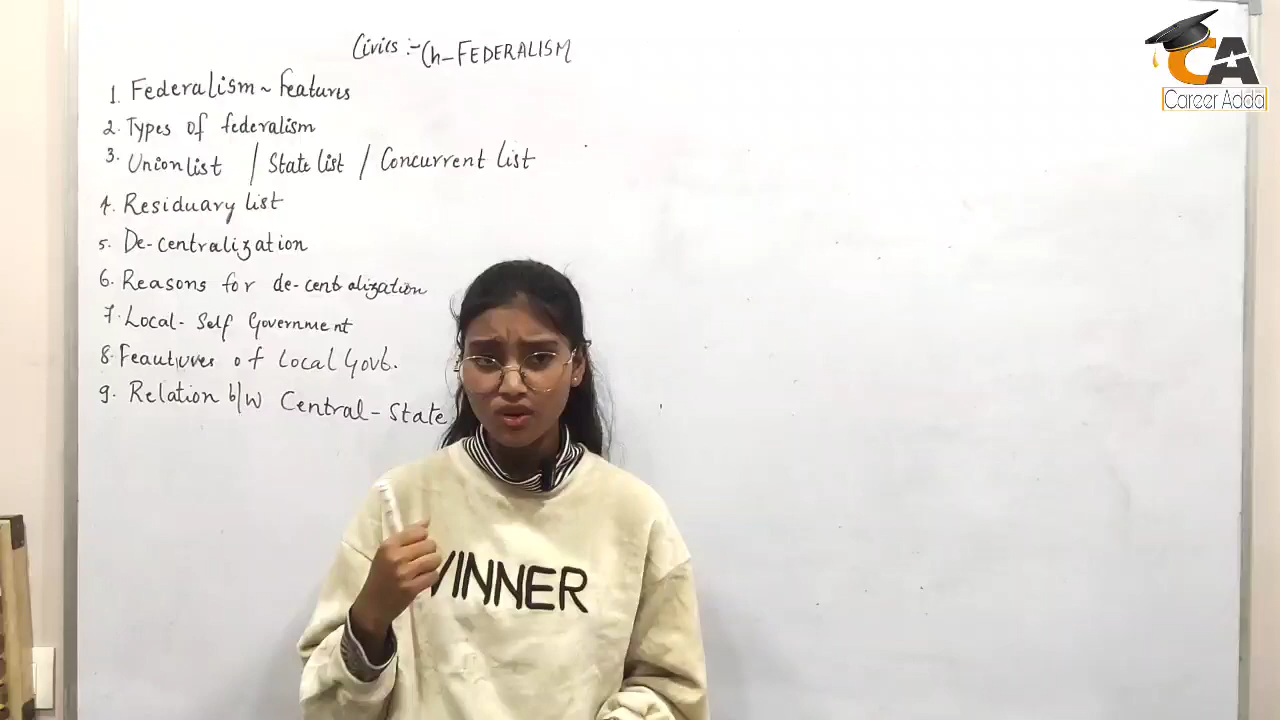 Civics :- Ch- FEDERALISM
1. Federalism ~ features
2. Types of federalism
3. Union list / State list / Concurrent list
4. Residuary list
5. De-centralization
6. Reasons for de-centralization
7. Local- Self Government
8. Feautures of Local Govt.
9. Relation b/w Central-State
WINNER
CA
Career Adda